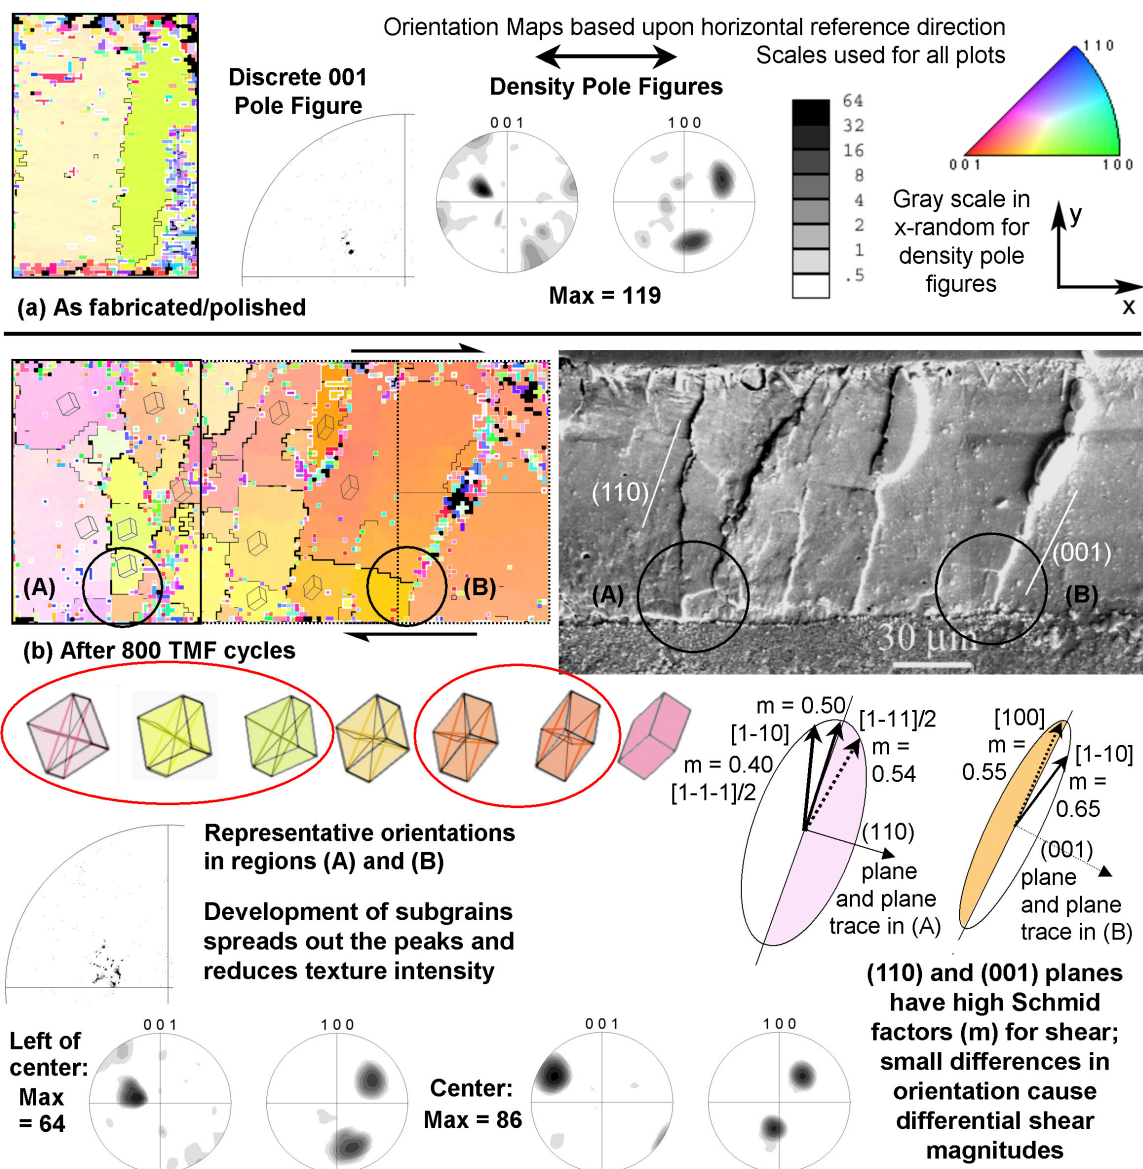 Orientation Maps based upon horizontal reference direction
Scales used for all plots
Discrete 001
Pole Figure
Density Pole Figures
001
100
64
32
16
8
4
2
1
.5
110
001
100
Gray scale in
x-random for
density pole
figures
y
x
Max = 119
(a) As fabricated/polished
(A)
(B)
(b) After 800 TMF cycles
(110)
(001)
(A)
(B)
30 µm
m = 0.50
[1-10]
m = 0.40
[1-1-1]/2
[1-11]/2
m =
0.54
(110)
plane
and plane
trace in (A)
[100]
m =
0.55
[1-10]
m =
0.65
(001)
plane
and plane
trace in (B)
Representative orientations
in regions (A) and (B)
Development of subgrains
spreads out the peaks and
reduces texture intensity
(110) and (001) planes
have high Schmid
factors (m) for shear;
small differences in
orientation cause
differential shear
magnitudes
Left of
center:
Max
= 64
001
100
Center:
Max = 86
001
100